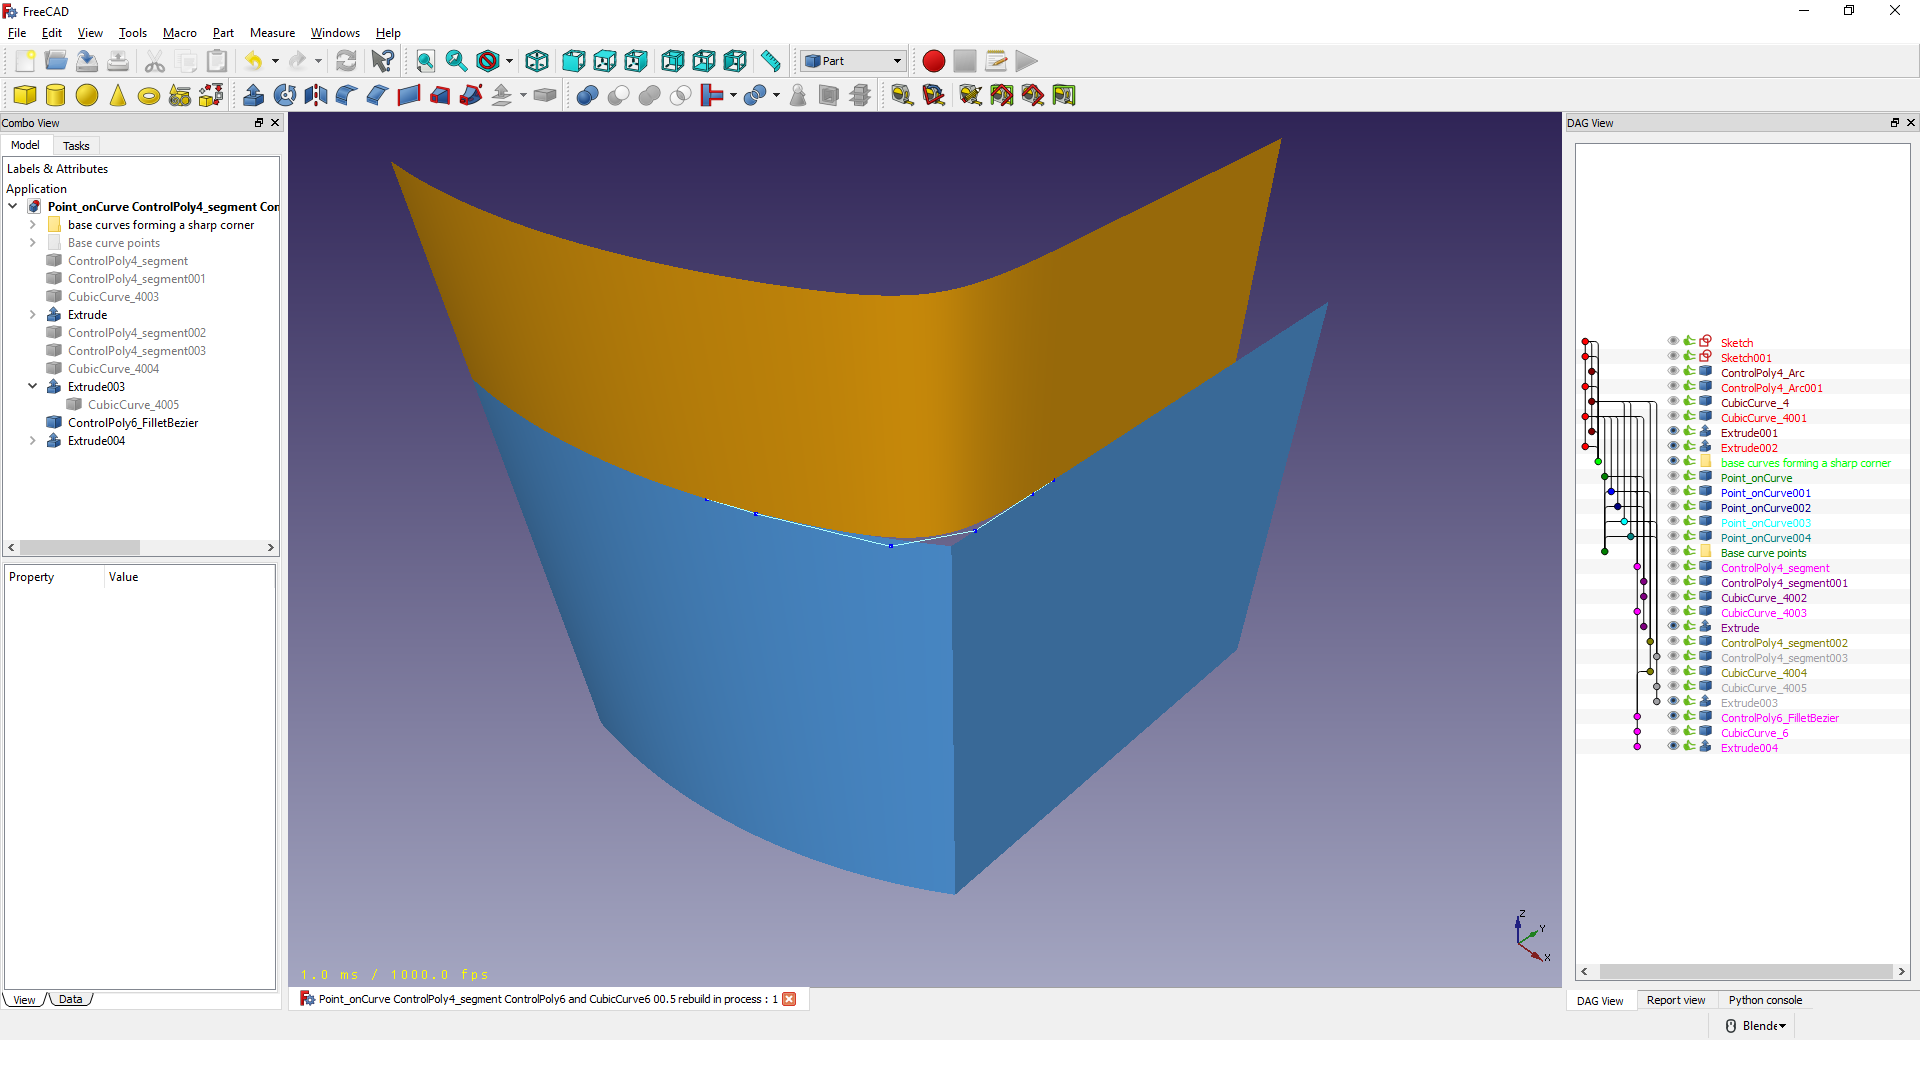 FreeCAD
File Edit View Tools Macro Part Measure Windows Help
Part
Combo View
Model Tasks
Labels & Attributes
Application
Point_onCurve ControlPoly4_segment Con
base curves forming a sharp corner
Base curve points
ControlPoly4_segment
ControlPoly4_segment001
CubicCurve_4003
Extrude
ControlPoly4_segment002
ControlPoly4_segment003
CubicCurve_4004
Extrude003
CubicCurve_4005
ControlPoly6_FilletBezier
Extrude004
Property Value
View Data
1.0 ms / 1000.0 fps
Z
Y
X
Point_onCurve ControlPoly4_segment ControlPoly6 and CubicCurve6 00.5 rebuild in process : 1
DAG View
Sketch
Sketch001
ControlPoly4_Arc
ControlPoly4_Arc001
CubicCurve_4
CubicCurve_4001
Extrude001
Extrude002
base curves forming a sharp corner
Point_onCurve
Point_onCurve001
Point_onCurve002
Point_onCurve003
Point_onCurve004
Base curve points
ControlPoly4_segment
ControlPoly4_segment001
CubicCurve_4002
CubicCurve_4003
Extrude
ControlPoly4_segment002
ControlPoly4_segment003
CubicCurve_4004
CubicCurve_4005
Extrude003
ControlPoly6_FilletBezier
CubicCurve_6
Extrude004
DAG View Report view Python console
Blende